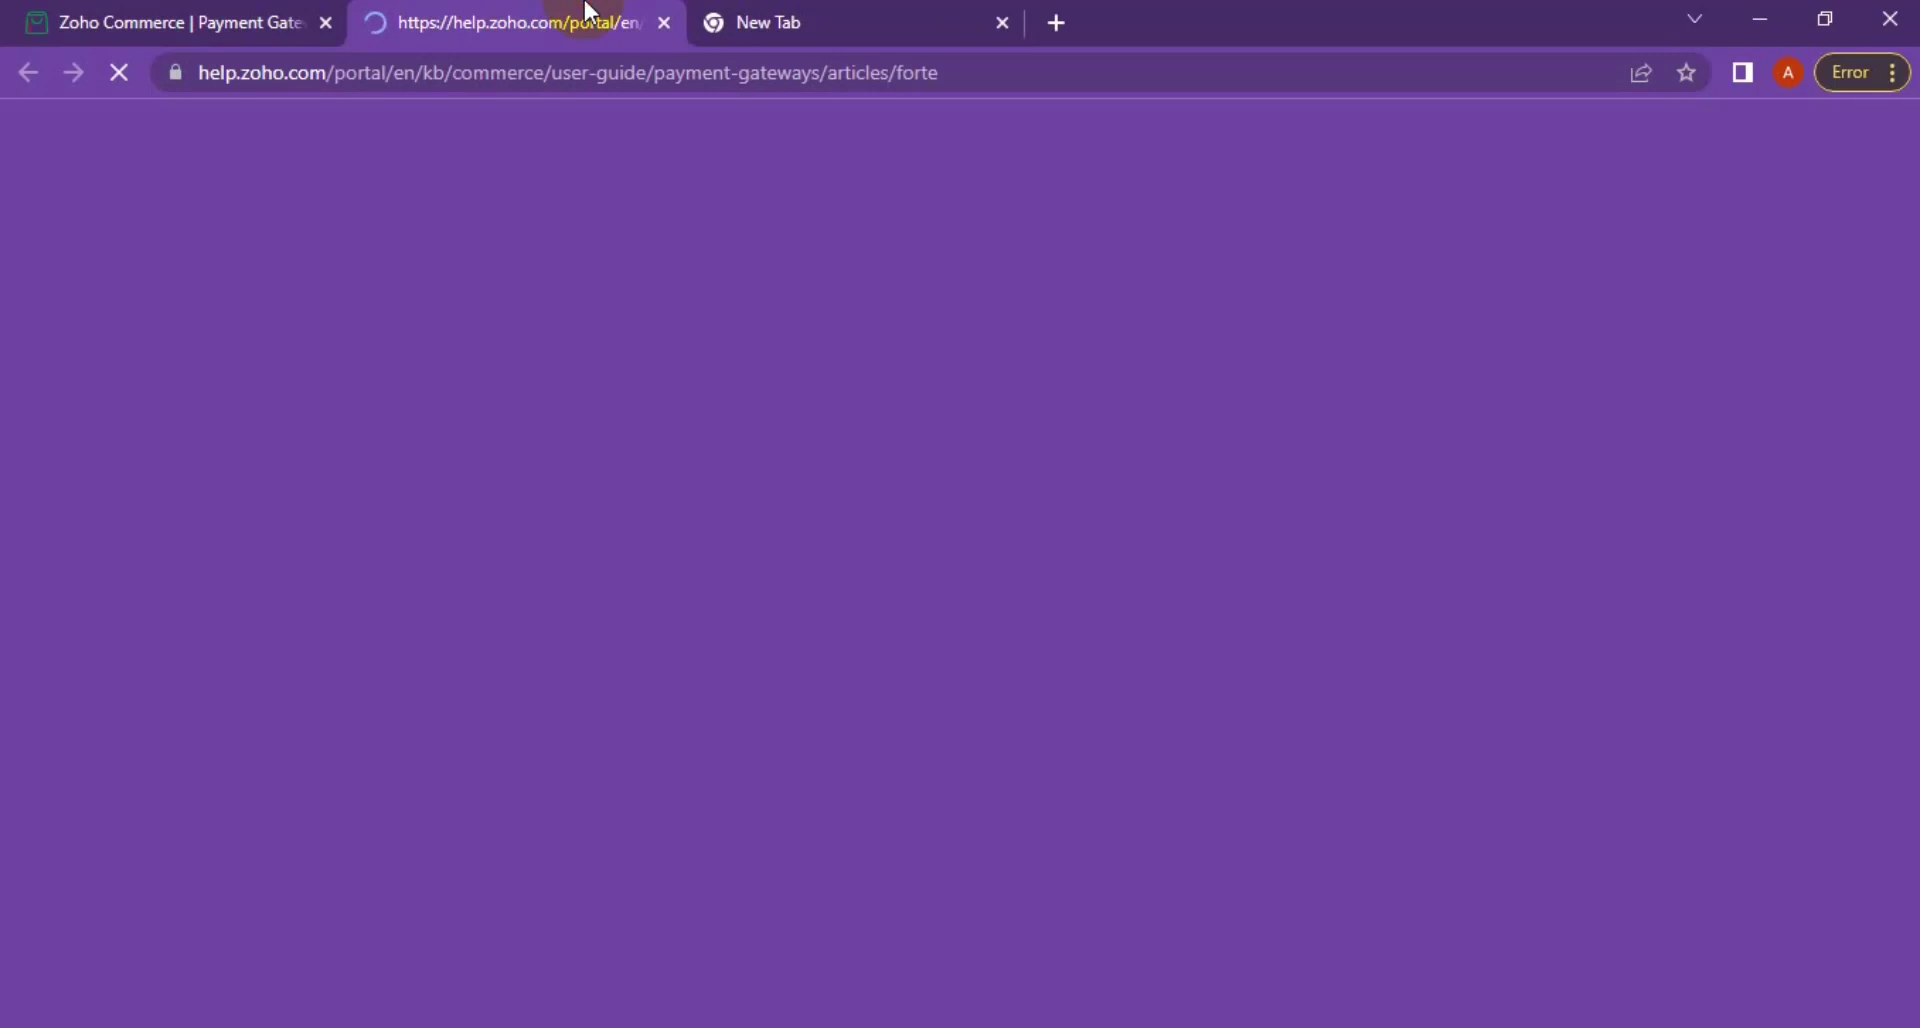 Zoho Commerce | Payment Gate
https://help.zoho.com/portal/en/
New Tab
help.zoho.com/portal/en/kb/commerce/user-guide/payment-gateways/articles/forte
A
Error